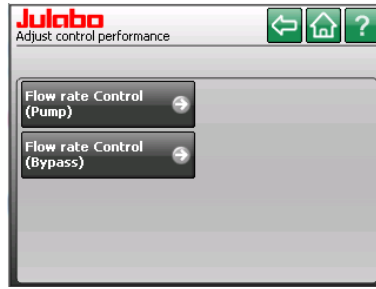 Julabo
Adjust control performance
?
Flow rate Control
(Pump)
Flow rate Control
(Bypass)